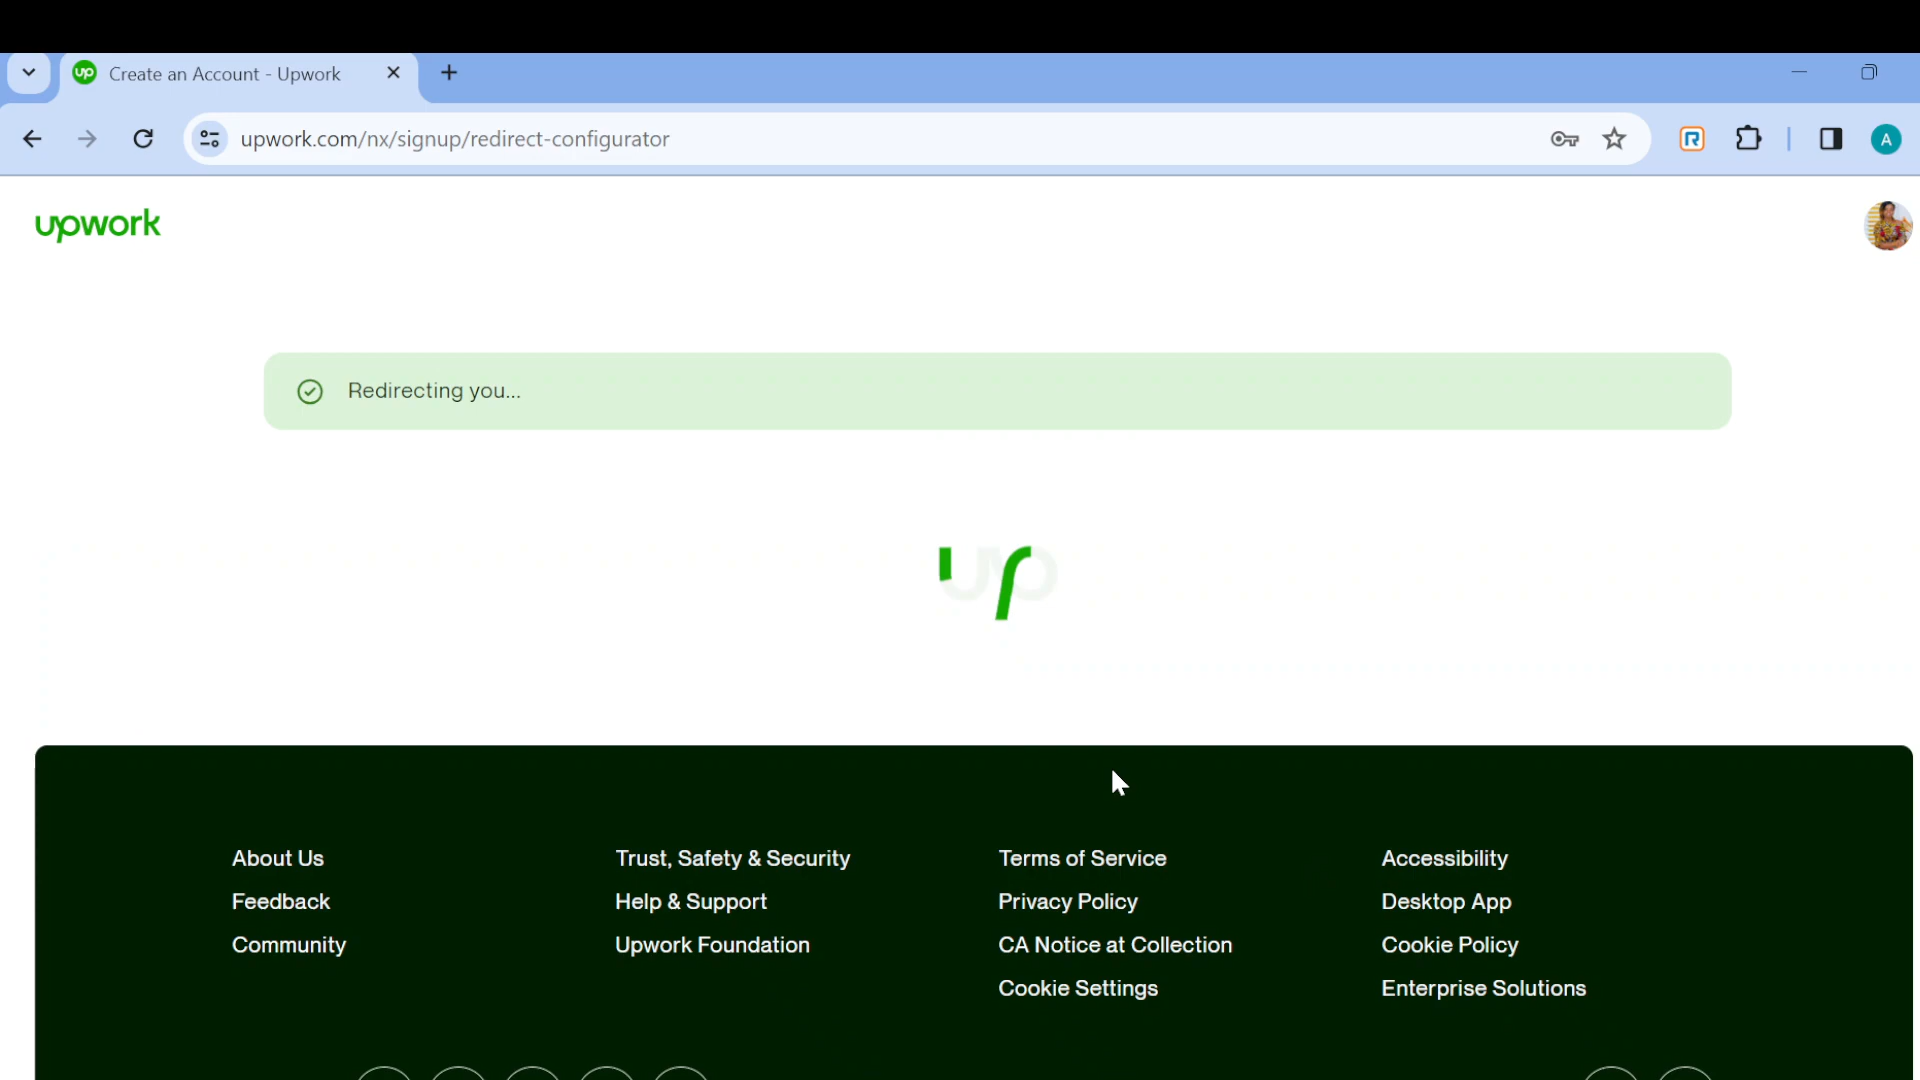 Create an Account - Upwork
upwork.com/nx/signup/redirect-configurator
A
upwork
Redirecting you...
up
About Us
Trust, Safety & Security
Terms of Service
Accessibility
Feedback
Help & Support
Privacy Policy
Desktop App
Community
Upwork Foundation
CA Notice at Collection
Cookie Policy
Cookie Settings
Enterprise Solutions